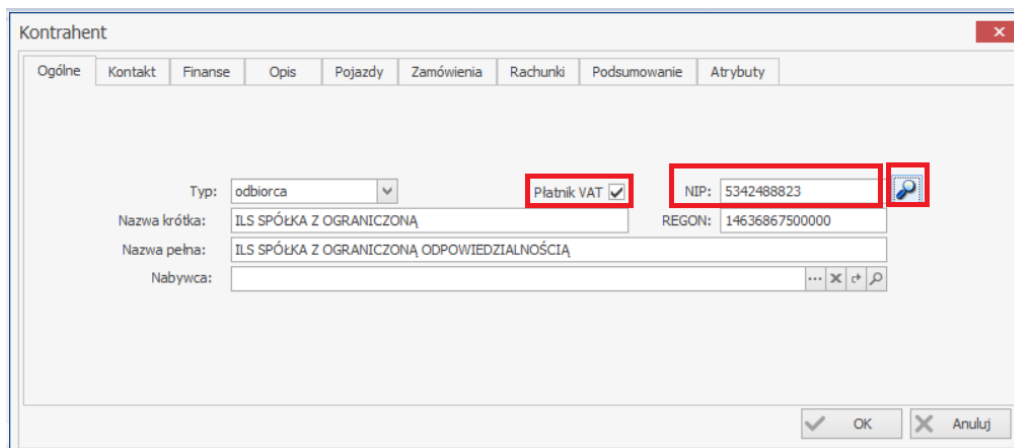 Kontrahent
Ogólne Kontakt Finanse Opis Pojazdy Zamówienia Rachunki Podsumowanie Atrybuty
Typ: odbiorca Płatnik VAT NIP: 5342488823
Nazwa krótka: ILS SPÓŁKA Z OGRANICZONĄ REGON: 14636867500000
Nazwa pełna: ILS SPÓŁKA Z OGRANICZONĄ ODPOWIEDZIALNOŚCIĄ
Nabywca:
OK Anuluj